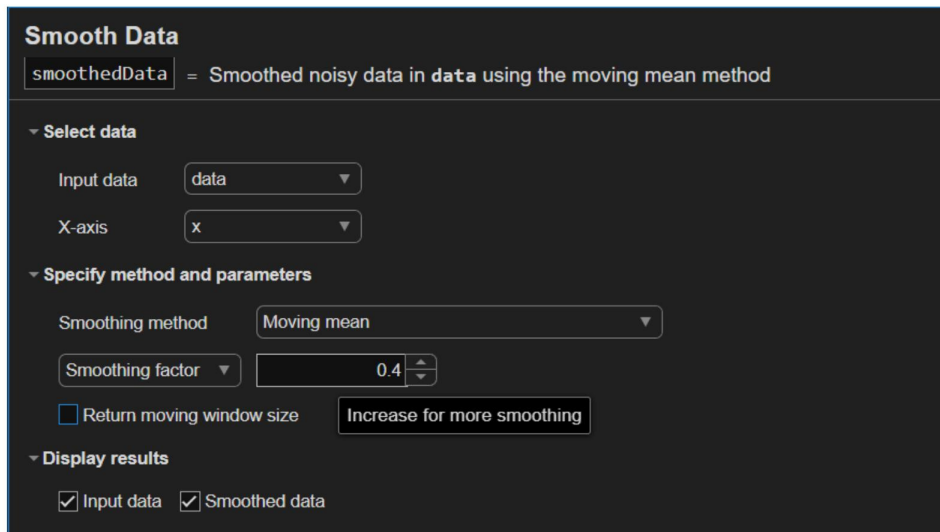 Smooth Data
smoothedData = Smoothed noisy data in data using the moving mean method
Select data
Input data data
X-axis x
Specify method and parameters
Smoothing method Moving mean
Smoothing factor 0.4
Return moving window size Increase for more smoothing
Display results
Input data Smoothed data